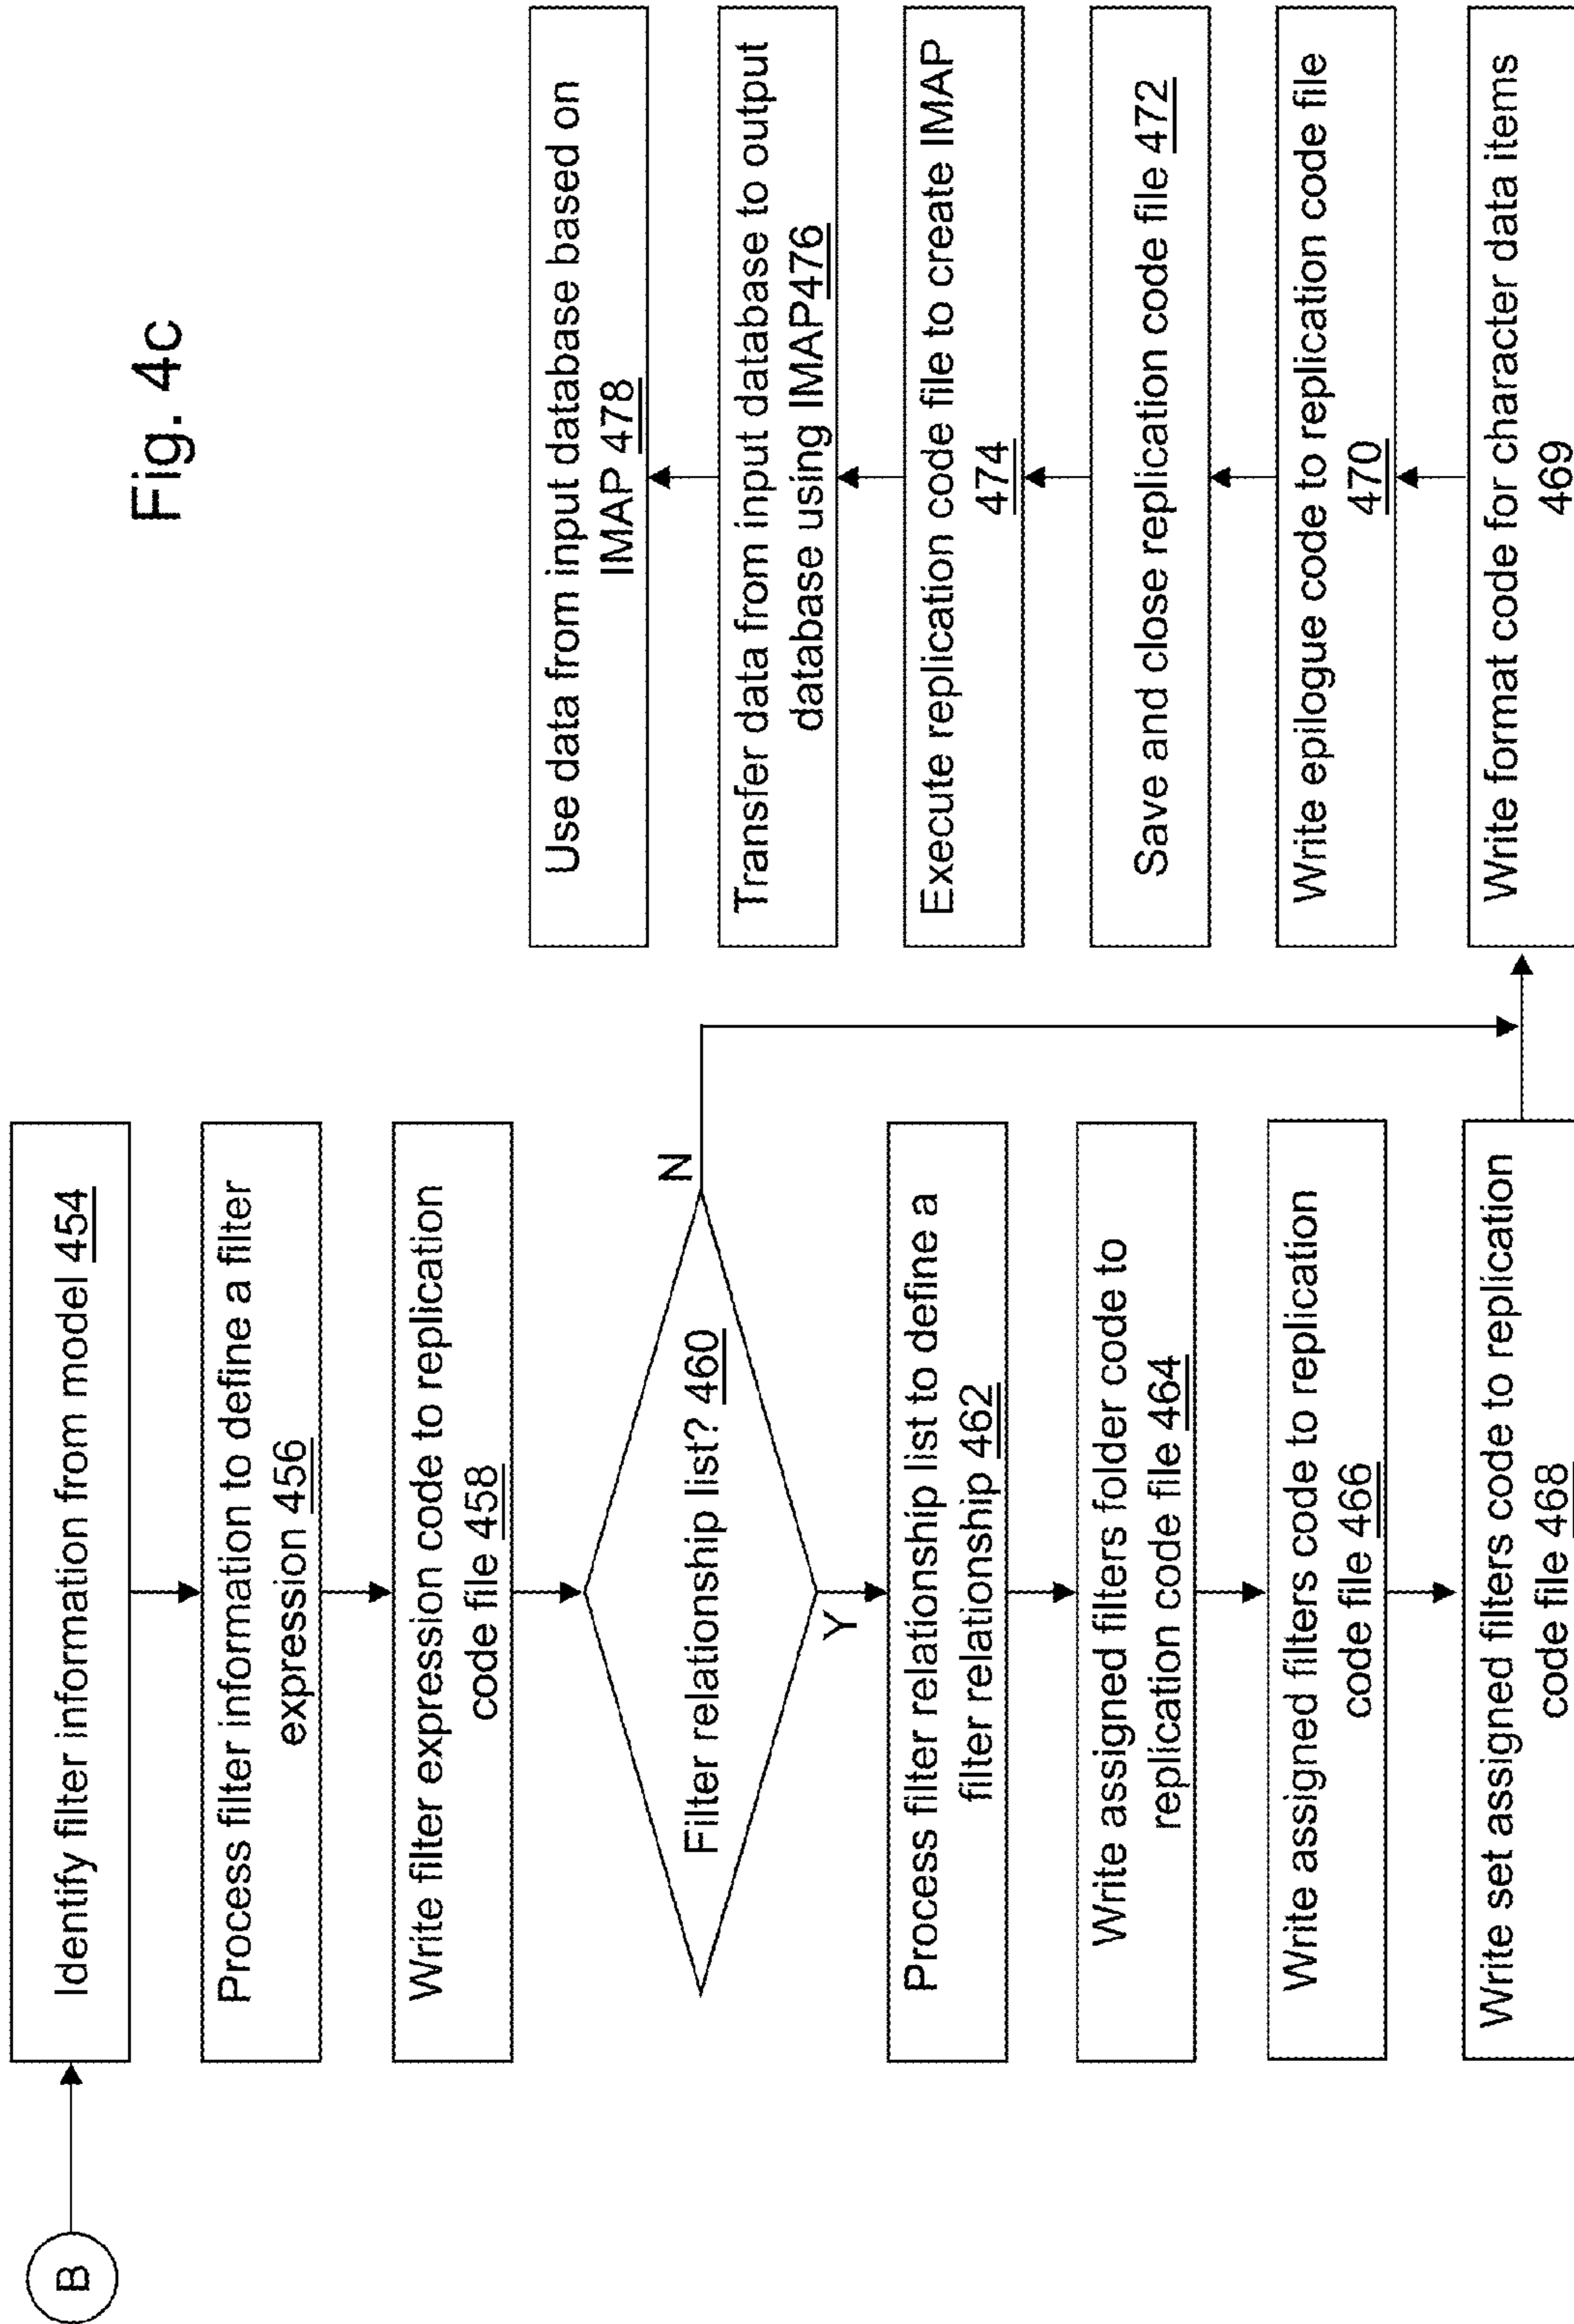 Fig. 4c
B
Identify filter information from model 454
Process filter information to define a filter
expression 456
Write filter expression code to replication
code file 458
Filter relationship list? 460
N
Y
Process filter relationship list to define a
filter relationship 462
Write assigned filters folder code to
replication code file 464
Write assigned filters code to replication
code file 466
Write set assigned filters code to replication
code file 468
Write format code for character data items
469
Write epilogue code to replication code file
470
Save and close replication code file 472
Execute replication code file to create IMAP
474
Transfer data from input database to output
database using IMAP476
Use data from input database based on
IMAP 478